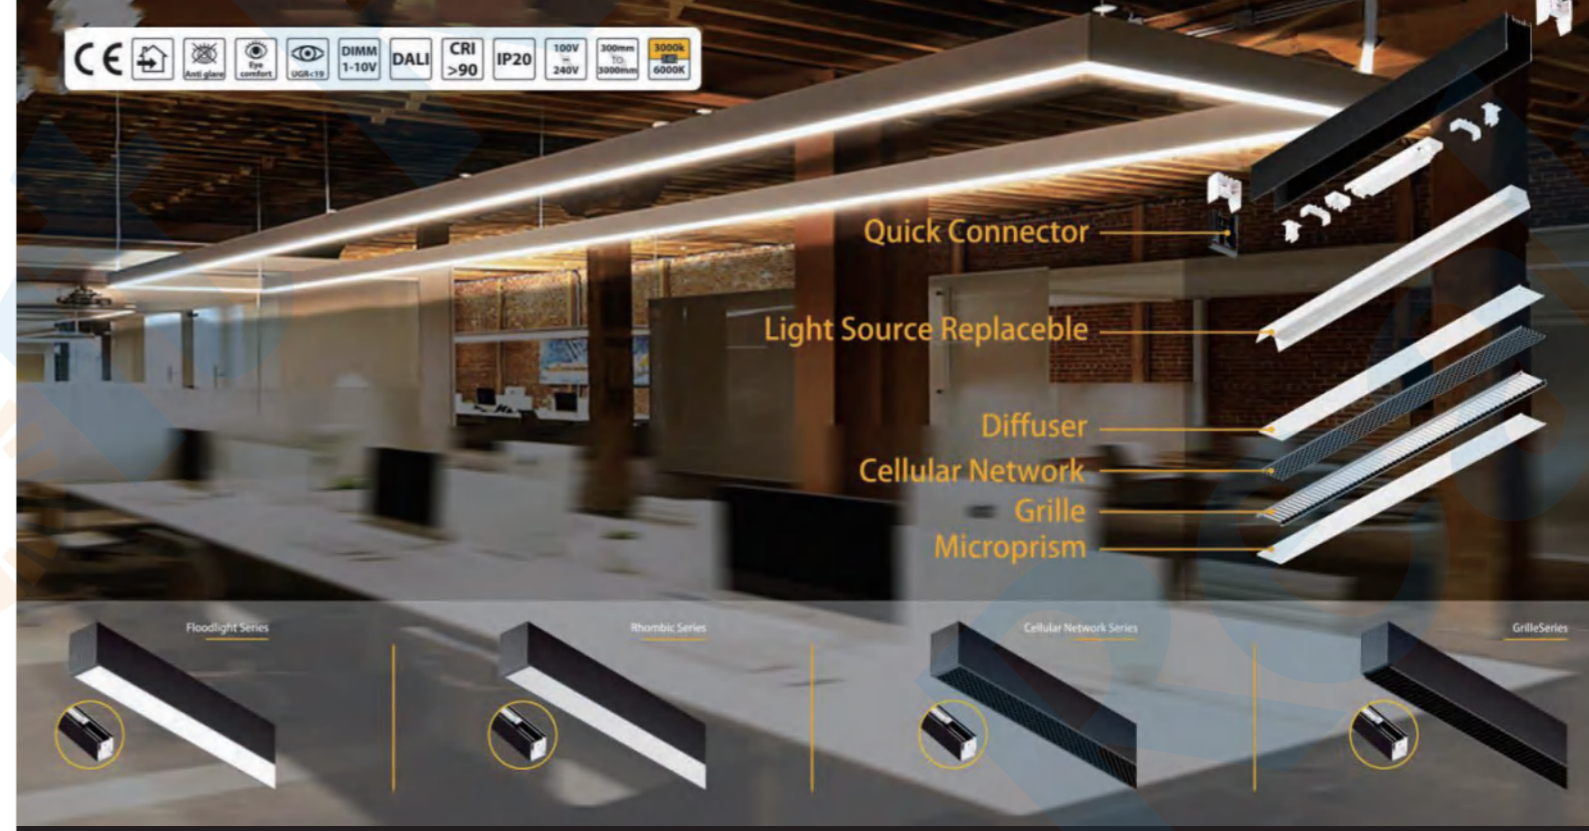 CE
Anti glare
Eye
comfort
UGR<19
DIMM
1-10V
DALI
CRI
>90
IP20
100V
240V
300mm
TO
3000mm
3000k
6000K
Quick Connector
Light Source Replaceble
Diffuser
Cellular Network
Grille
Microprism
Floodlight Series
Rhombic Series
Cellular Network Series
GrilleSeries